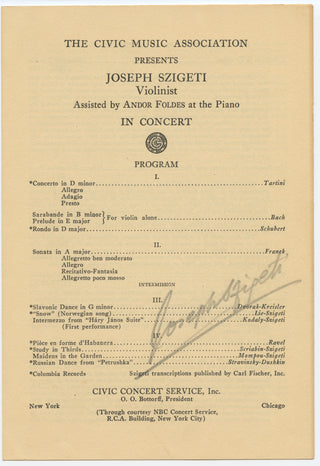 THE CIVIC MUSIC ASSOCIATION
PRESENTS
JOSEPH SZIGETI
Violinist
Assisted by ANDOR FOLDES at the Piano
IN CONCERT
PROGRAM
I.
*Concerto in D minor Tartini
Allegro
Adagio
Presto
Sarabande in B minor
Prelude in E major } For violin alone Bach
*Rondo in D major Schubert
II.
Sonata in A major Franck
Allegretto ben moderato
Allegro
Recitativo-Fantasia
Allegretto poco mosso
INTERMISSION
III.
*Slavonic Dance in G minor Dvorak-Kreisler
*"Snow" (Norwegian song) Lie-Szigeti
Intermezzo from "Háry János Suite" Kodaly-Szigeti
(First performance)
IV.
*Pièce en forme d'Habanera Ravel
*Study in Thirds Scriabin-Szigeti
Maidens in the Garden Mompou-Szigeti
*Russian Dance from "Petrushka" Stravinsky-Dushkin
*Columbia Records Szigeti transcriptions published by Carl Fischer, Inc.
Joseph Szigeti
CIVIC CONCERT SERVICE, Inc.
O. O. Bottorff, President
New York Chicago
(Through courtesy NBC Concert Service,
R.C.A. Building, New York City)